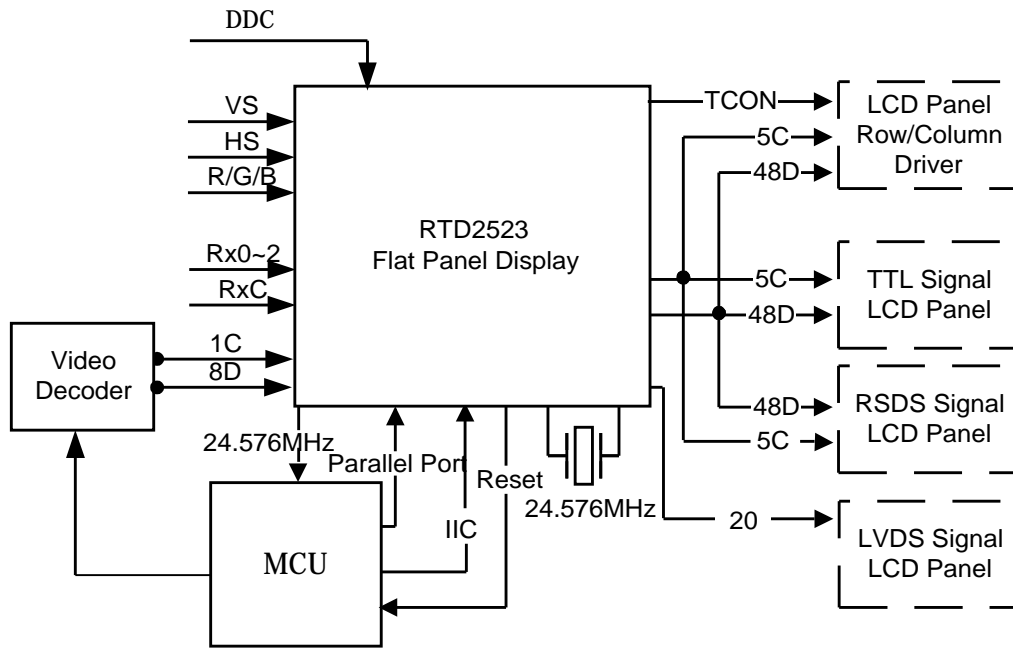 DDC
VS
HS
R/G/B
Rx0~2
RxC
1C
8D
Video
Decoder
RTD2523
Flat Panel Display
TCON
5C
48D
LCD Panel
Row/Column
Driver
5C
48D
TTL Signal
LCD Panel
48D
5C
RSDS Signal
LCD Panel
20
LVDS Signal
LCD Panel
24.576MHz
Parallel Port
Reset
24.576MHz
IIC
MCU